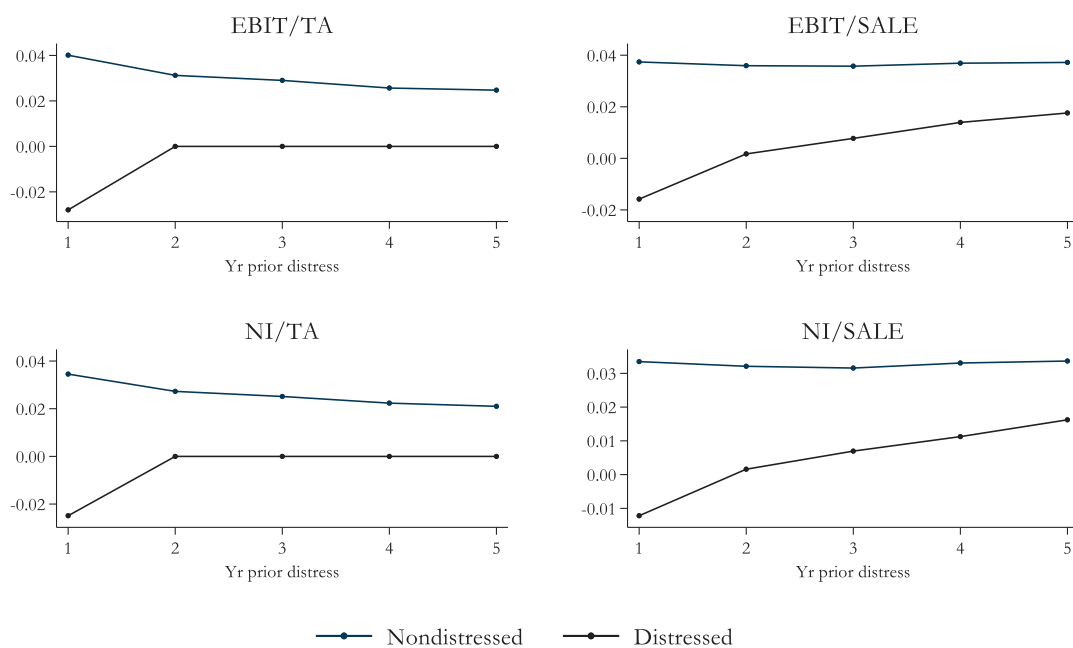 EBIT/TA
0.04
0.02
0.00
-0.02
1 2 3 4 5
Yr prior distress
EBIT/SALE
0.04
0.02
0.00
-0.02
1 2 3 4 5
Yr prior distress
NI/TA
0.04
0.02
0.00
-0.02
1 2 3 4 5
Yr prior distress
NI/SALE
0.03
0.02
0.01
0.00
-0.01
1 2 3 4 5
Yr prior distress
Nondistressed Distressed